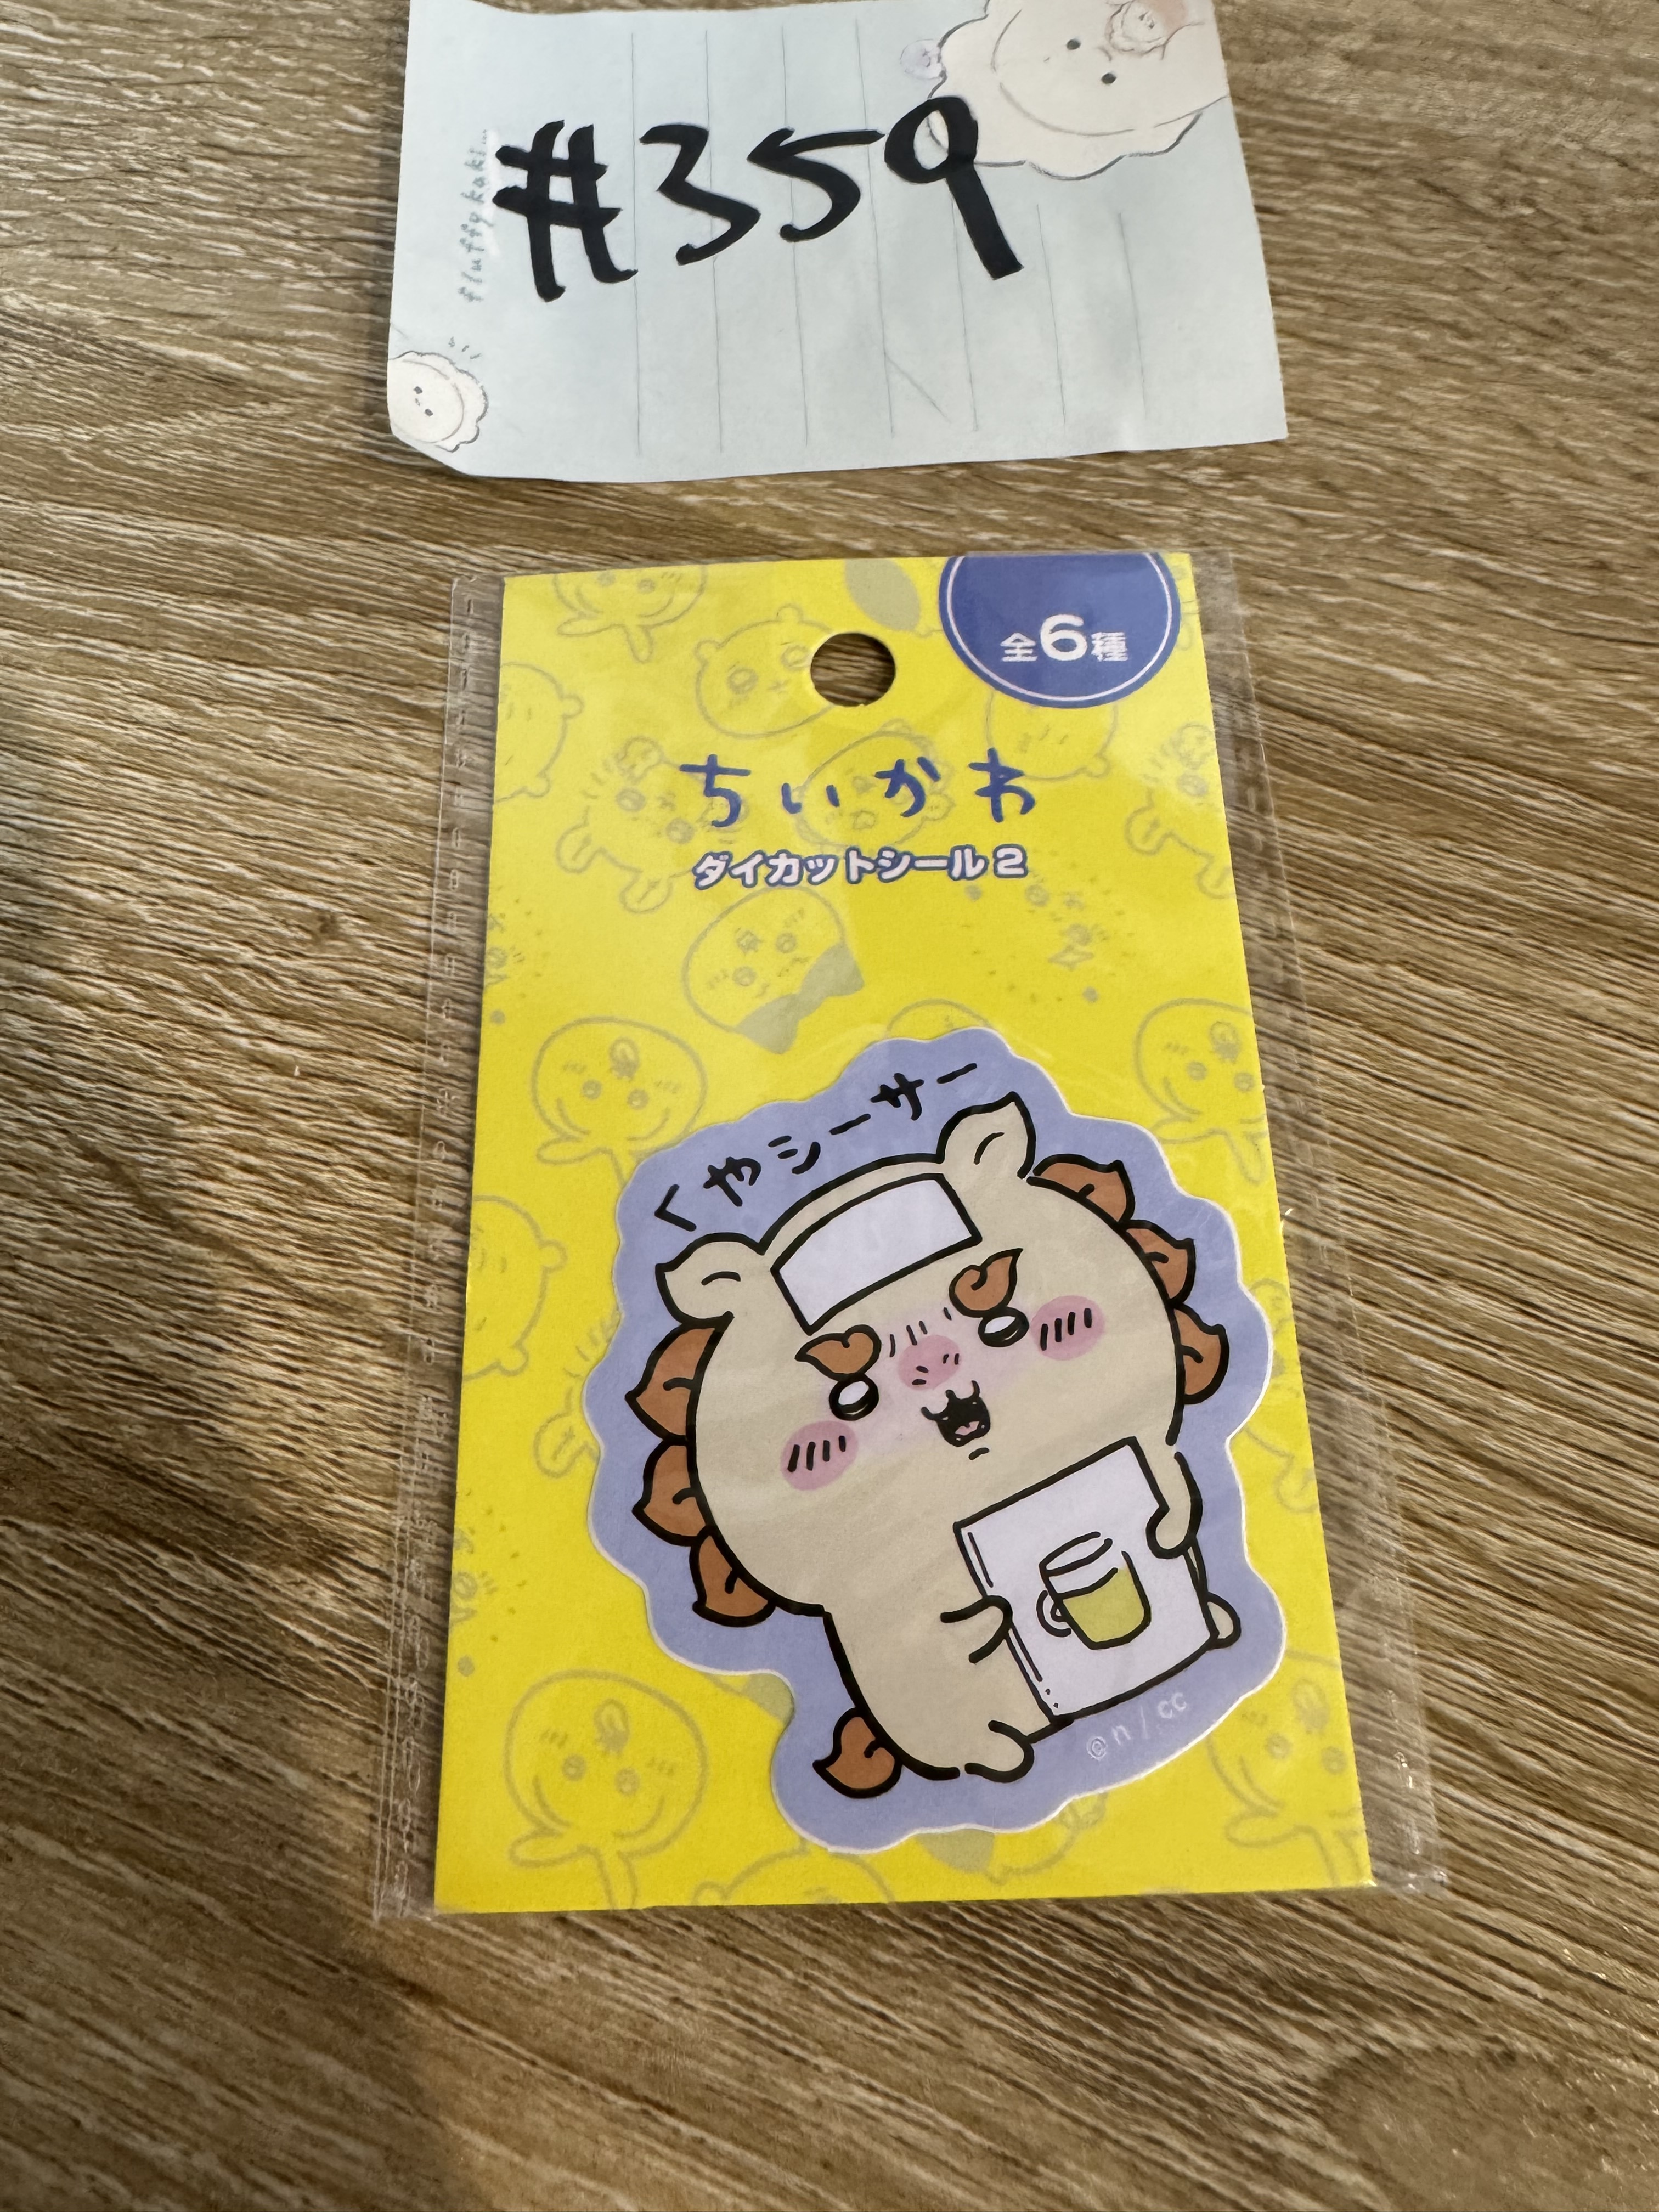 #359
fluffy kaki...
全6種
ちいかわ
ダイカットシール2
くやシーサー
@n/cc